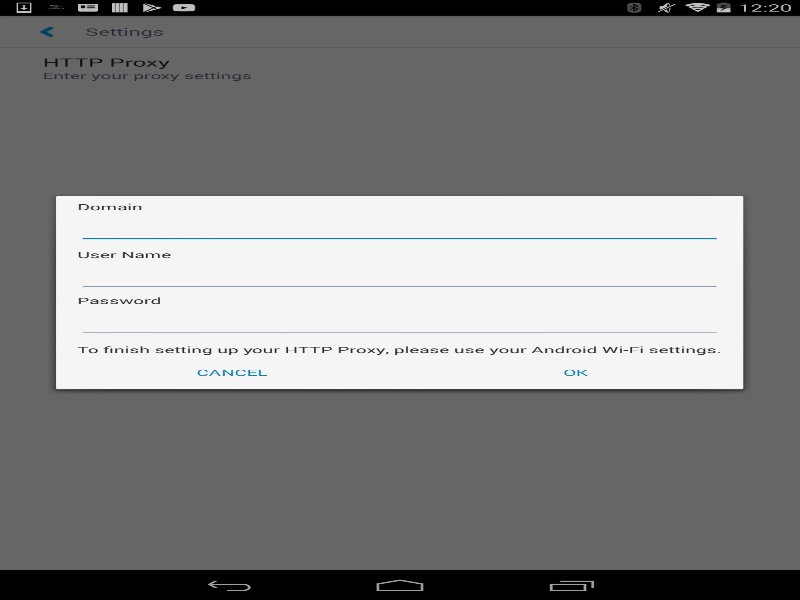 12:20
Settings
HTTP Proxy
Enter your proxy settings
Domain
User Name
Password
To finish setting up your HTTP Proxy, please use your Android Wi-Fi settings.
CANCEL OK